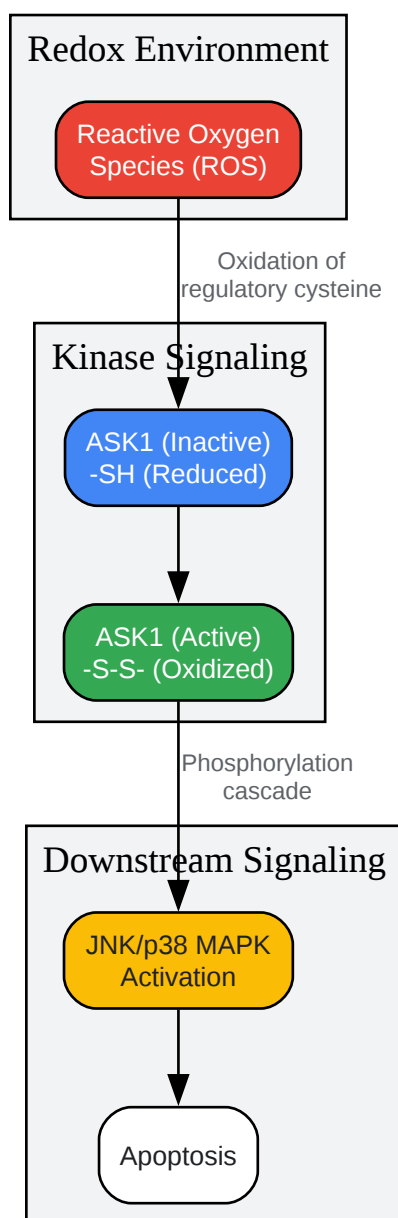 Redox Environment
Reactive Oxygen
Species (ROS)
Oxidation of
regulatory cysteine
Kinase Signaling
ASK1 (Inactive)
-SH (Reduced)
ASK1 (Active)
-S-S- (Oxidized)
Phosphorylation
cascade
Downstream Signaling
JNK/p38 MAPK
Activation
Apoptosis